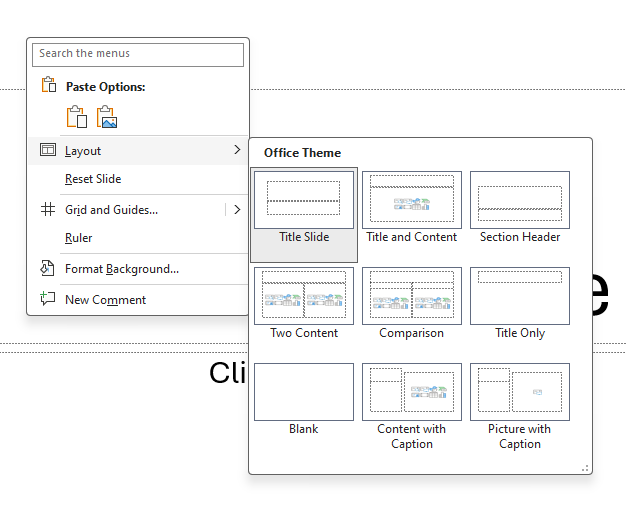 Search the menus
Paste Options:
Layout
Reset Slide
Grid and Guides...
Ruler
Format Background...
New Comment
Office Theme
Title Slide
Title and Content
Section Header
Two Content
Comparison
Title Only
Blank
Content with
Caption
Picture with
Caption
e
Cli